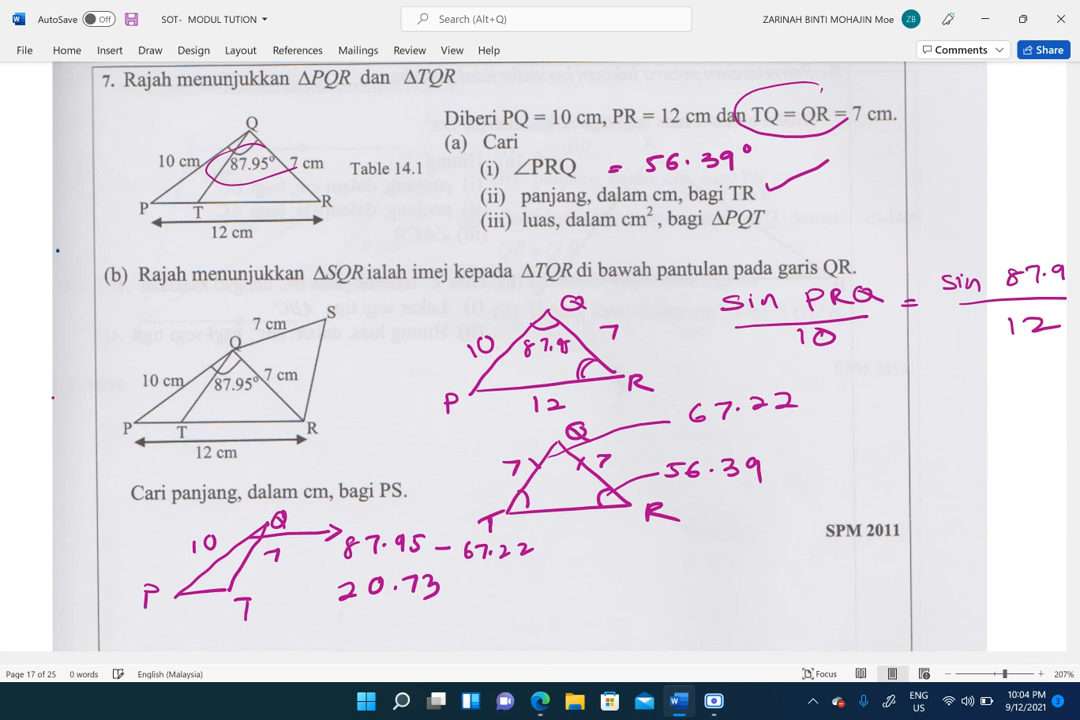 AutoSave Off SOT- MODUL TUTION Search (Alt+Q) ZARINAH BINTI MOHAJIN Moe ZB
File Home Insert Draw Design Layout References Mailings Review View Help Comments Share
7. Rajah menunjukkan ΔPQR dan ΔTQR
Diberi PQ = 10 cm, PR = 12 cm dan TQ = QR = 7 cm.
(a) Cari
(i) ∠PRQ = 56.39°
(ii) panjang, dalam cm, bagi TR
(iii) luas, dalam cm², bagi ΔPQT
Q
10 cm 87.95° 7 cm
Table 14.1
P T R
12 cm
(b) Rajah menunjukkan ΔSQR ialah imej kepada ΔTQR di bawah pantulan pada garis QR.
sin PRQ / 10 = sin 87.9 / 12
S
7 cm
Q
10 cm 87.95° 7 cm
P T R
12 cm
Q
10 87.95 7
P 12 R
67.22
Q
7 7
56.39
T R
Cari panjang, dalam cm, bagi PS.
Q
10 7 87.95 - 67.22
P T 20.73
SPM 2011
Page 17 of 25 0 words English (Malaysia) Focus 207%
ENG US 10:04 PM 9/12/2021 3